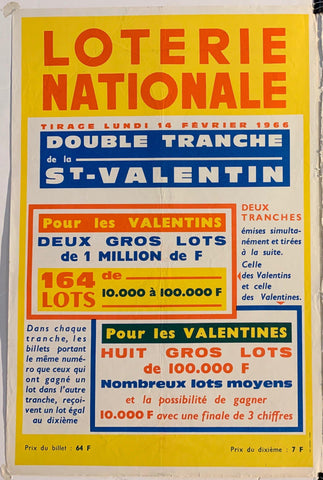 LOTERIE
NATIONALE
TIRAGE LUNDI 14 FÉVRIER 1966
DOUBLE TRANCHE
de la
ST-VALENTIN
DEUX
TRANCHES
émises simulta-
nément et tirées
à la suite.
Celle
des Valentins
et celle
des Valentines.
Pour les VALENTINS
DEUX GROS LOTS
de 1 MILLION de F
164 de
LOTS 10.000 à 100.000 F
Dans chaque
tranche, les
billets portant
le même numé-
ro que ceux qui
ont gagné un
lot dans l'autre
tranche, reçoi-
vent un lot égal
au dixième
Pour les VALENTINES
HUIT GROS LOTS
de 100.000 F
Nombreux lots moyens
et la possibilité de gagner
10.000 F avec une finale de 3 chiffres
Prix du billet : 64 F
Prix du dixième : 7 F